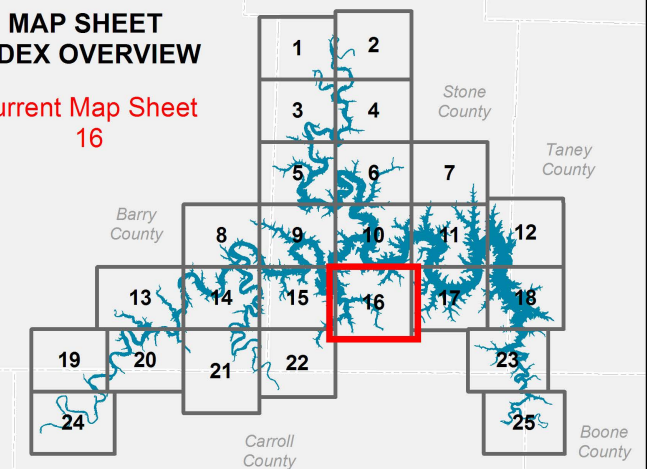 MAP SHEET
DEX OVERVIEW
urrent Map Sheet
16
1
2
3
4
Stone
County
5
6
7
Taney
County
Barry
County
8
9
10
11
12
13
14
15
16
17
18
19
20
21
22
23
24
25
Carroll
County
Boone
County